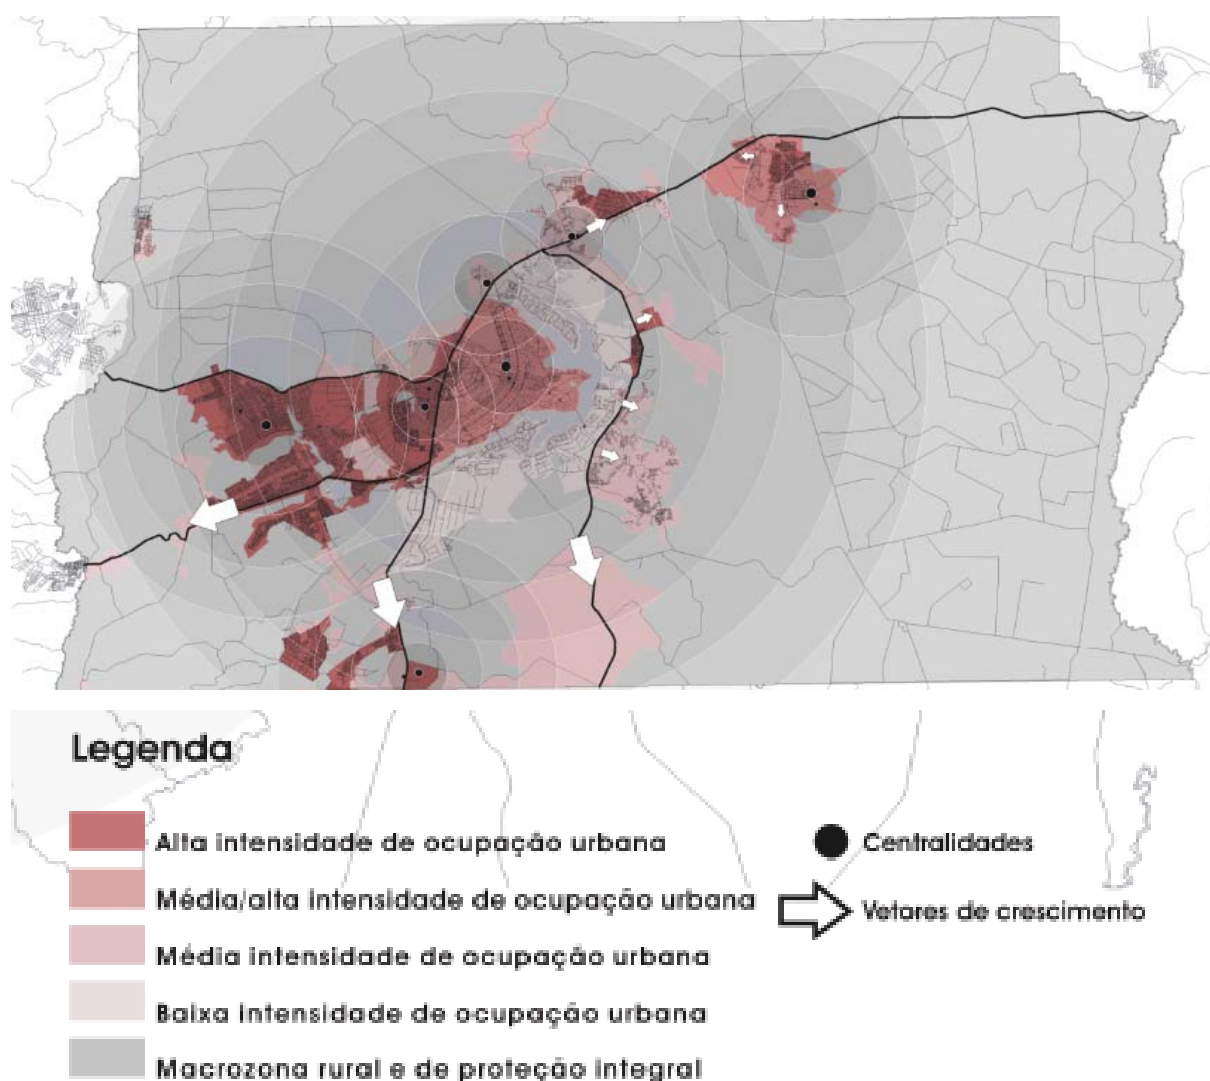 Legenda
Alta intensidade de ocupação urbana
Média/alta intensidade de ocupação urbana
Média intensidade de ocupação urbana
Baixa intensidade de ocupação urbana
Macrozona rural e de proteção integral
Centralidades
Vetores de crescimento